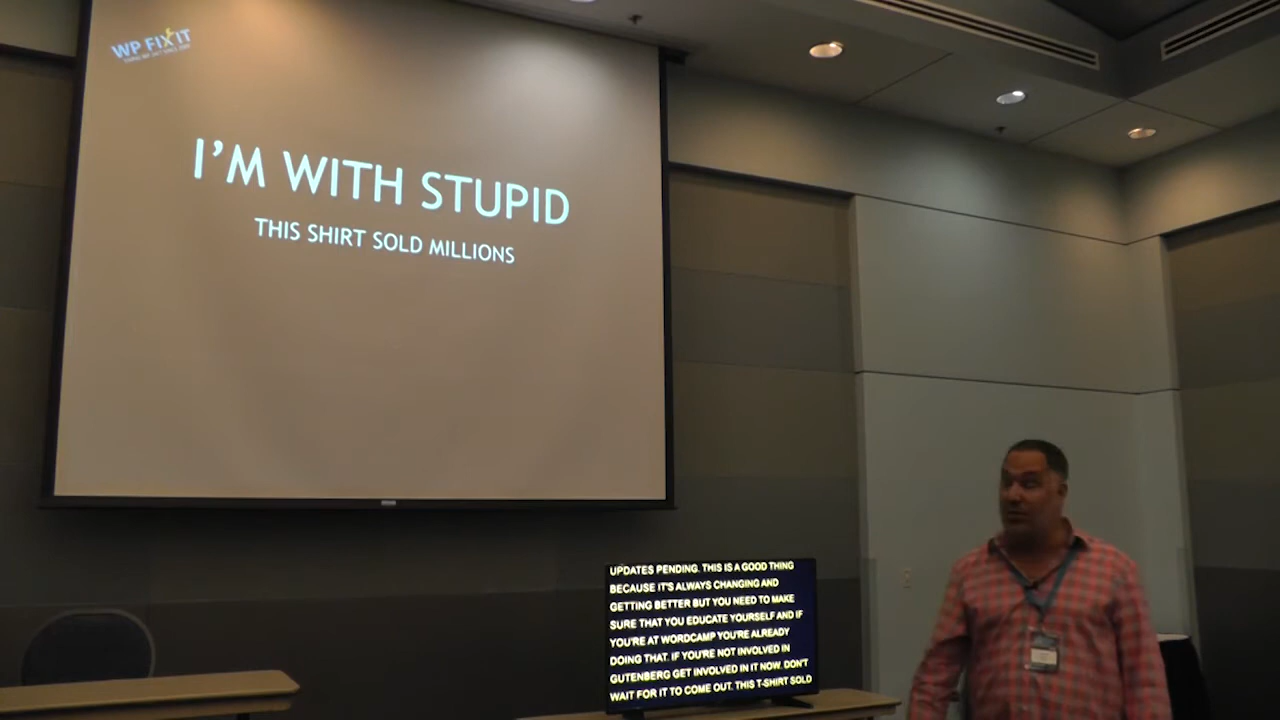 WP FIX IT
I'M WITH STUPID
THIS SHIRT SOLD MILLIONS
UPDATES PENDING. THIS IS A GOOD THING
BECAUSE IT'S ALWAYS CHANGING AND
GETTING BETTER BUT YOU NEED TO MAKE
SURE THAT YOU EDUCATE YOURSELF AND IF
YOU'RE AT WORDCAMP YOU'RE ALREADY
DOING THAT. IF YOU'RE NOT INVOLVED IN
GUTENBERG GET INVOLVED IN IT NOW. DON'T
WAIT FOR IT TO COME OUT. THIS T-SHIRT SOLD